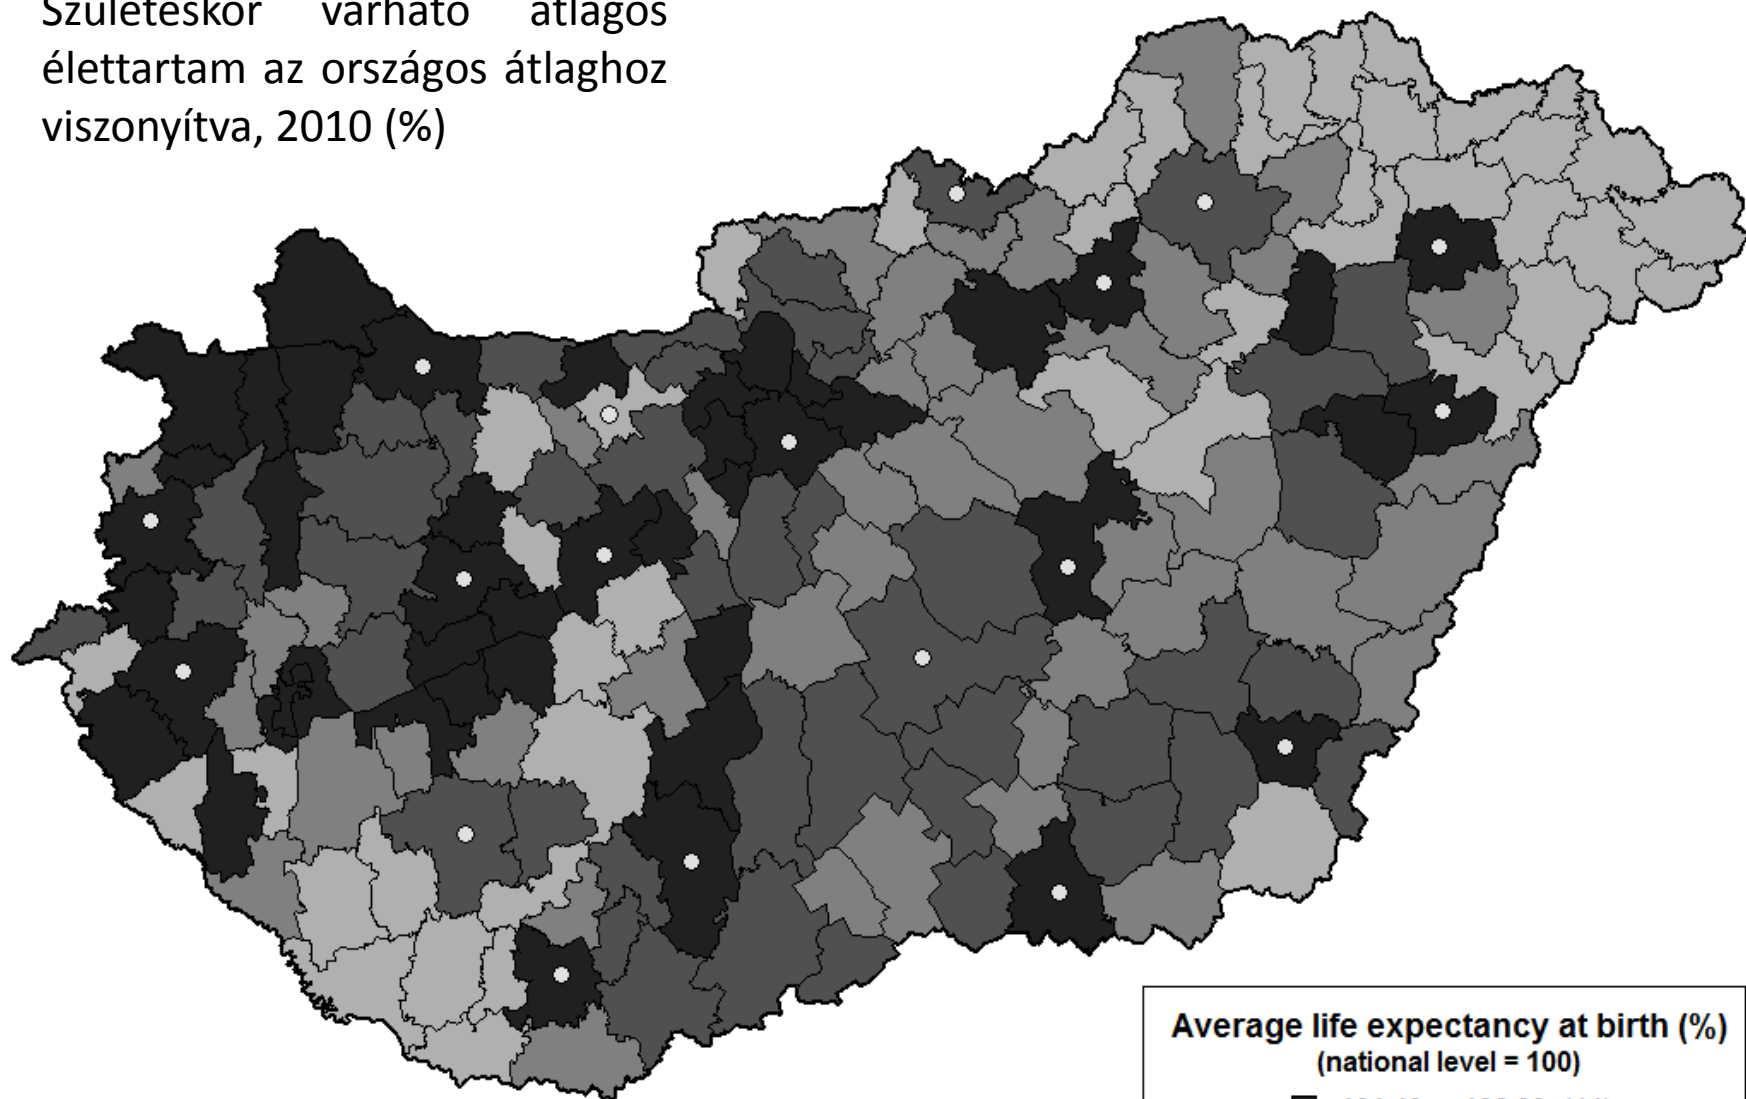 Születéskor várható átlagos
élettartam az országos átlaghoz
viszonyítva, 2010 (%)
Average life expectancy at birth (%)
(national level = 100)